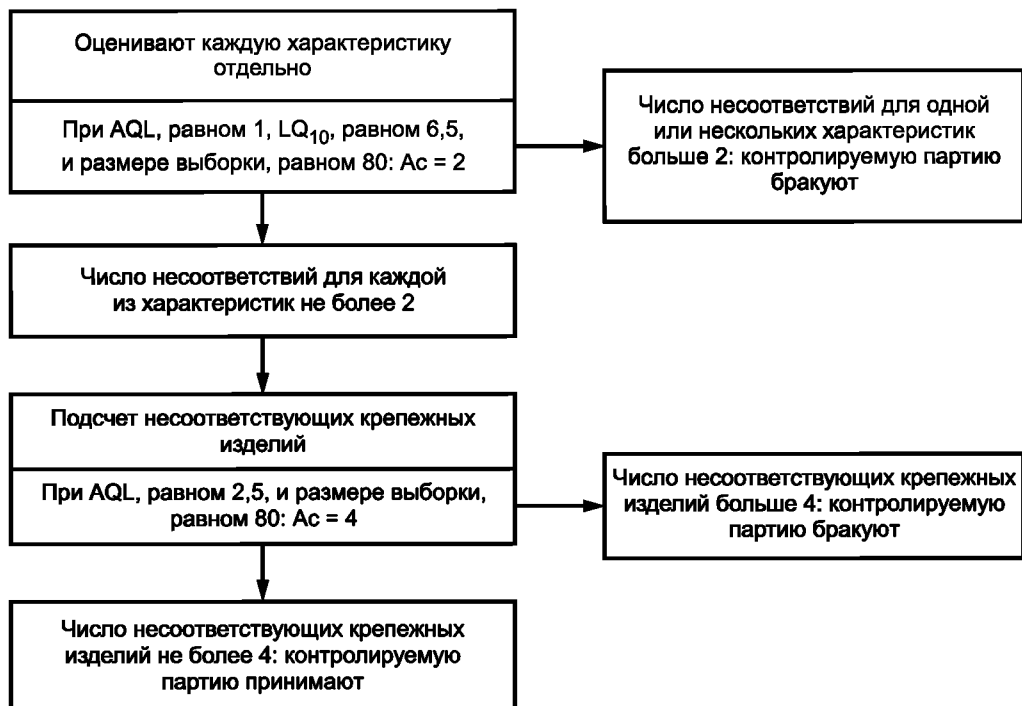 Оценивают каждую характеристику
отдельно
При AQL, равном 1, LQ₁₀, равном 6,5,
и размере выборки, равном 80: Ac = 2
Число несоответствий для одной
или нескольких характеристик
больше 2: контролируемую партию
бракуют
Число несоответствий для каждой
из характеристик не более 2
Подсчет несоответствующих крепежных
изделий
При AQL, равном 2,5, и размере выборки,
равном 80: Ac = 4
Число несоответствующих крепежных
изделий больше 4: контролируемую
партию бракуют
Число несоответствующих крепежных
изделий не более 4: контролируемую
партию принимают